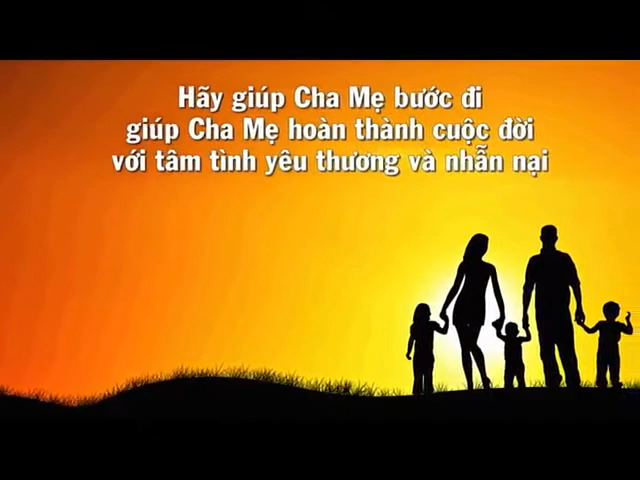 Hãy giúp Cha Mẹ bước đi
giúp Cha Mẹ hoàn thành cuộc đời
với tâm tình yêu thương và nhẫn nại